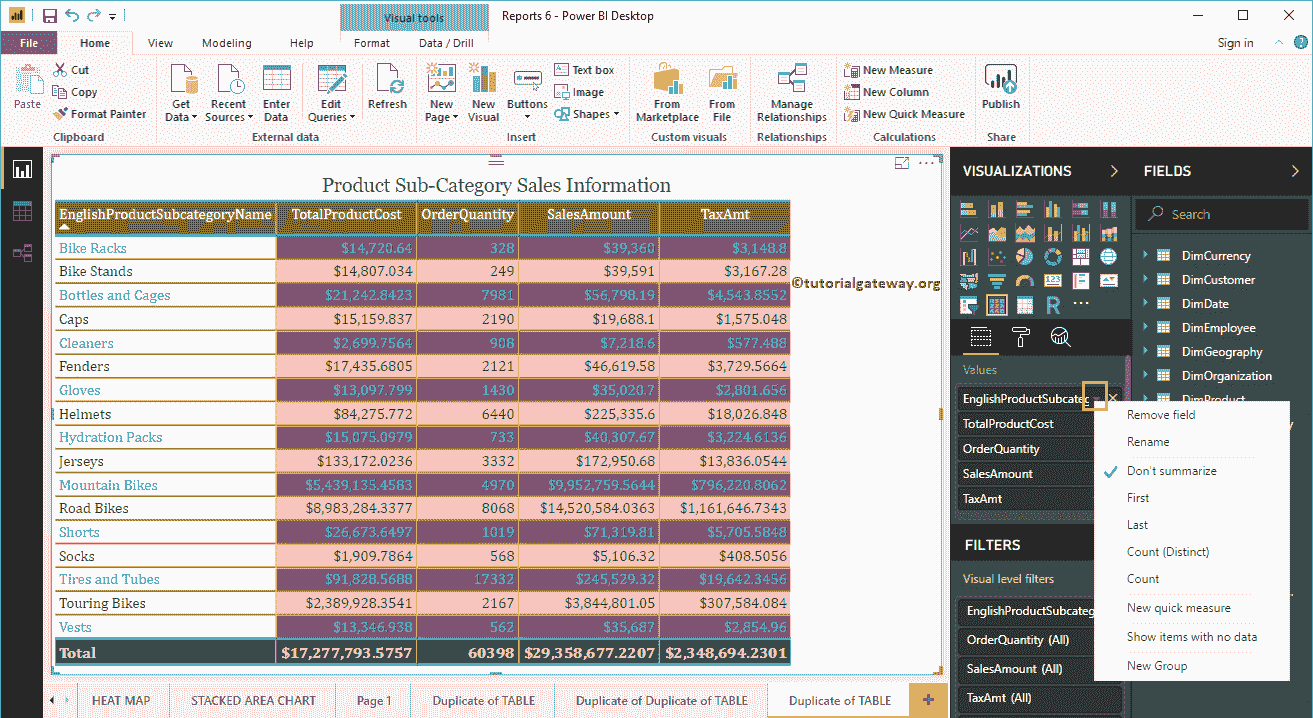 Visual tools
Reports 6 - Power BI Desktop
File Home View Modeling Help Format Data / Drill Sign in
Paste
Cut
Copy
Format Painter
Clipboard
Get Data
Recent Sources
Enter Data
Edit Queries
External data
Refresh
New Page
New Visual
Buttons
Text box
Image
Shapes
Insert
From Marketplace
From File
Custom visuals
Manage Relationships
Relationships
New Measure
New Column
New Quick Measure
Calculations
Publish
Share
Product Sub-Category Sales Information
EnglishProductSubcategoryName TotalProductCost OrderQuantity SalesAmount TaxAmt
Bike Racks $14,720.64 328 $39,360 $3,148.8
Bike Stands $14,807.034 249 $39,591 $3,167.28
Bottles and Cages $21,242.8423 7981 $56,798.19 $4,543.8552
Caps $15,159.837 2190 $19,688.1 $1,575.048
Cleaners $2,699.7564 908 $7,218.6 $577.488
Fenders $17,435.6805 2121 $46,619.58 $3,729.5664
Gloves $13,097.799 1430 $35,020.7 $2,801.656
Helmets $84,275.772 6440 $225,335.6 $18,026.848
Hydration Packs $15,075.0979 733 $40,307.67 $3,224.6136
Jerseys $133,172.0236 3332 $172,950.68 $13,836.0544
Mountain Bikes $5,439,135.4583 4970 $9,952,759.5644 $796,220.8062
Road Bikes $8,983,284.3377 8068 $14,520,584.0363 $1,161,646.7343
Shorts $26,673.6497 1019 $71,319.81 $5,705.5848
Socks $1,909.7864 568 $5,106.32 $408.5056
Tires and Tubes $91,828.5688 17332 $245,529.32 $19,642.3456
Touring Bikes $2,389,928.3541 2167 $3,844,801.05 $307,584.084
Vests $13,346.938 562 $35,687 $2,854.96
Total $17,277,793.5757 60398 $29,358,677.2207 $2,348,694.2301
©tutorialgateway.org
VISUALIZATIONS
Values
EnglishProductSubcateg
TotalProductCost
OrderQuantity
SalesAmount
TaxAmt
FILTERS
Visual level filters
EnglishProductSubcateg
OrderQuantity (All)
SalesAmount (All)
TaxAmt (All)
FIELDS
Search
DimCurrency
DimCustomer
DimDate
DimEmployee
DimGeography
DimOrganization
DimProduct
Remove field
Rename
Don't summarize
First
Last
Count (Distinct)
Count
New quick measure
Show items with no data
New Group
HEAT MAP STACKED AREA CHART Page 1 Duplicate of TABLE Duplicate of Duplicate of TABLE Duplicate of TABLE